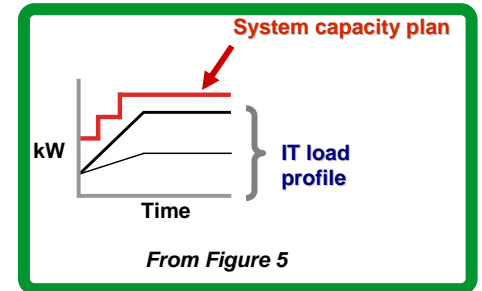 System capacity plan
kW
IT load
profile
Time
From Figure 5